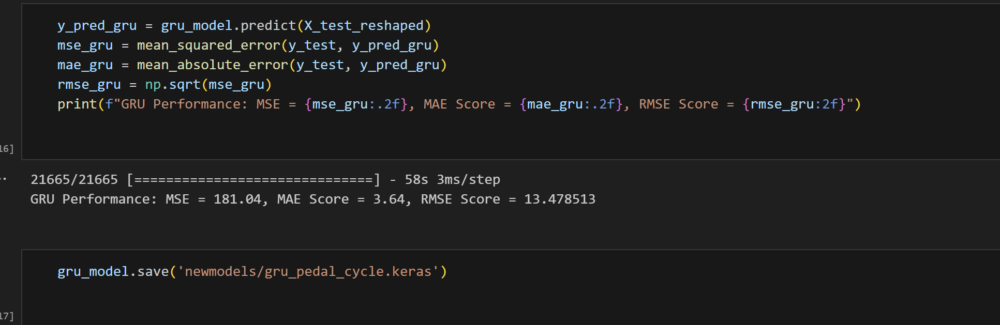 y_pred_gru = gru_model.predict(X_test_reshaped)
mse_gru = mean_squared_error(y_test, y_pred_gru)
mae_gru = mean_absolute_error(y_test, y_pred_gru)
rmse_gru = np.sqrt(mse_gru)
print(f"GRU Performance: MSE = {mse_gru:.2f}, MAE Score = {mae_gru:.2f}, RMSE Score = {rmse_gru:2f}")
16]
21665/21665 [==============================] - 58s 3ms/step
GRU Performance: MSE = 181.04, MAE Score = 3.64, RMSE Score = 13.478513
gru_model.save('newmodels/gru_pedal_cycle.keras')
17]